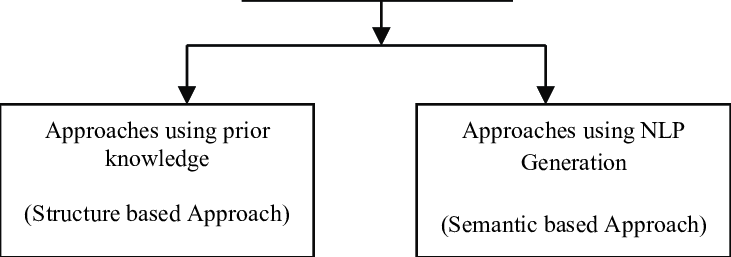 Approaches using prior
knowledge
(Structure based Approach)
Approaches using NLP
Generation
(Semantic based Approach)